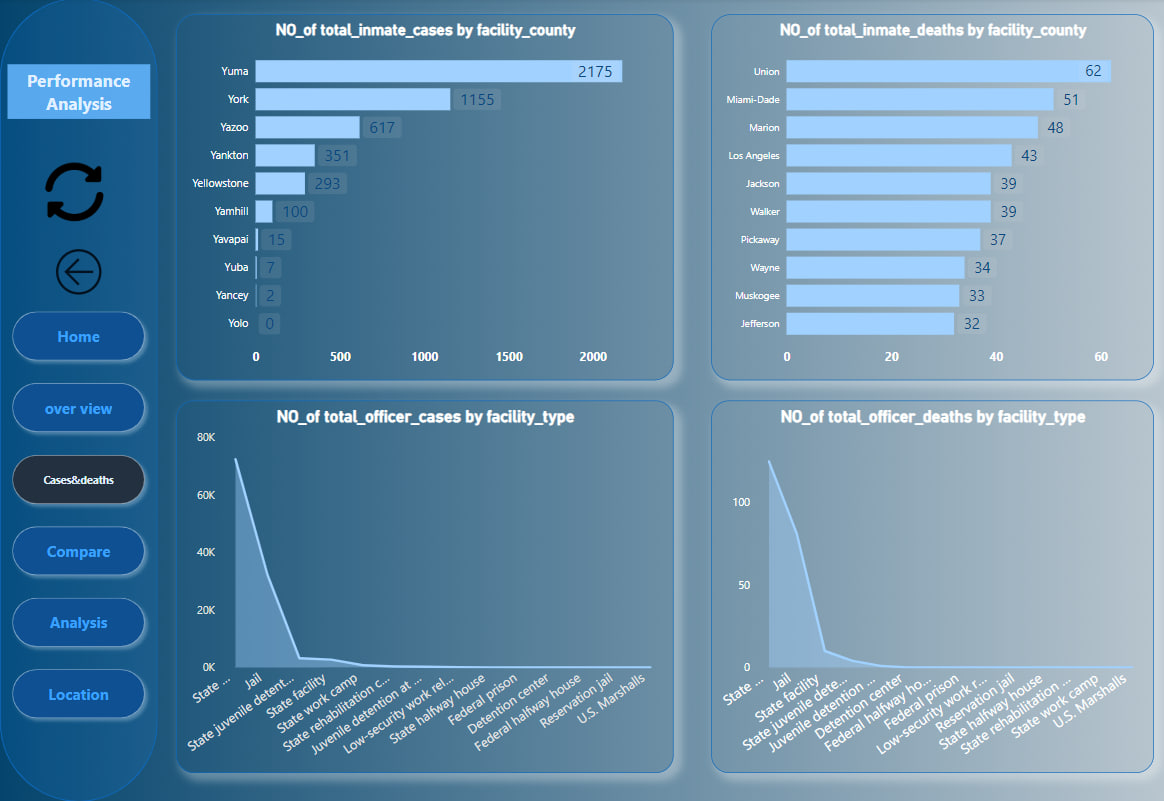 Performance
Analysis
Home
over view
Cases&deaths
Compare
Analysis
Location
NO_of total_inmate_cases by facility_county
Yuma 2175
York 1155
Yazoo 617
Yankton 351
Yellowstone 293
Yamhill 100
Yavapai 15
Yuba 7
Yancey 2
Yolo 0
0 500 1000 1500 2000
NO_of total_inmate_deaths by facility_county
Union 62
Miami-Dade 51
Marion 48
Los Angeles 43
Jackson 39
Walker 39
Pickaway 37
Wayne 34
Muskogee 33
Jefferson 32
0 20 40 60
NO_of total_officer_cases by facility_type
80K
60K
40K
20K
0K
State ...
Jail
State juvenile detent...
State facility
State work camp
State rehabilitation c...
Juvenile detention at ...
Low-security work rel...
State halfway house
Federal prison
Detention center
Federal halfway house
Reservation jail
U.S. Marshalls
NO_of total_officer_deaths by facility_type
100
50
0
State ...
Jail
State facility
State juvenile dete...
Juvenile detention ...
Detention center
Federal halfway ho...
Federal prison
Low-security work r...
Reservation jail
State halfway house
State rehabilitation ...
State work camp
U.S. Marshalls